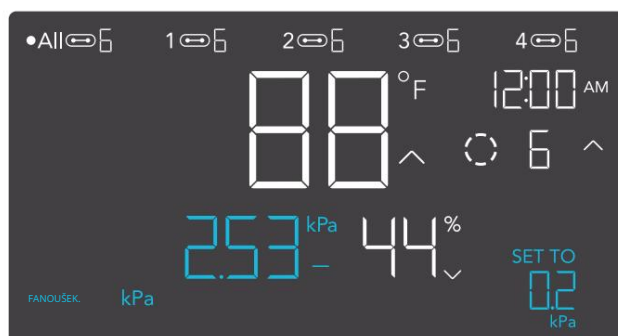 •All 6 1 6 2 6 3 6 4 6
88 °F 12:00 AM
6
2.53 kPa 44 %
SET TO
0.2
kPa
FANOUŠEK. kPa